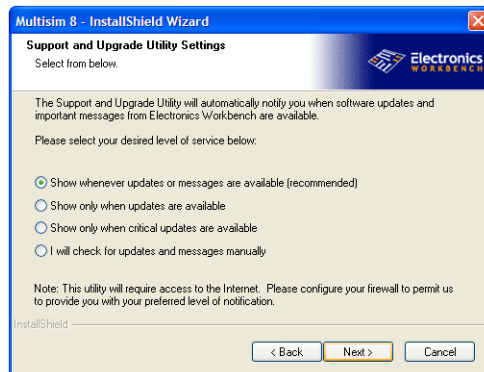 Multisim 8 - InstallShield Wizard
Support and Upgrade Utility Settings
Select from below.
Electronics
WORKBENCH
The Support and Upgrade Utility will automatically notify you when software updates and
important messages from Electronics Workbench are available.
Please select your desired level of service below:
Show whenever updates or messages are available (recommended)
Show only when updates are available
Show only when critical updates are available
I will check for updates and messages manually
Note: This utility will require access to the Internet. Please configure your firewall to permit us
to provide you with your preferred level of notification.
InstallShield
< Back
Next >
Cancel